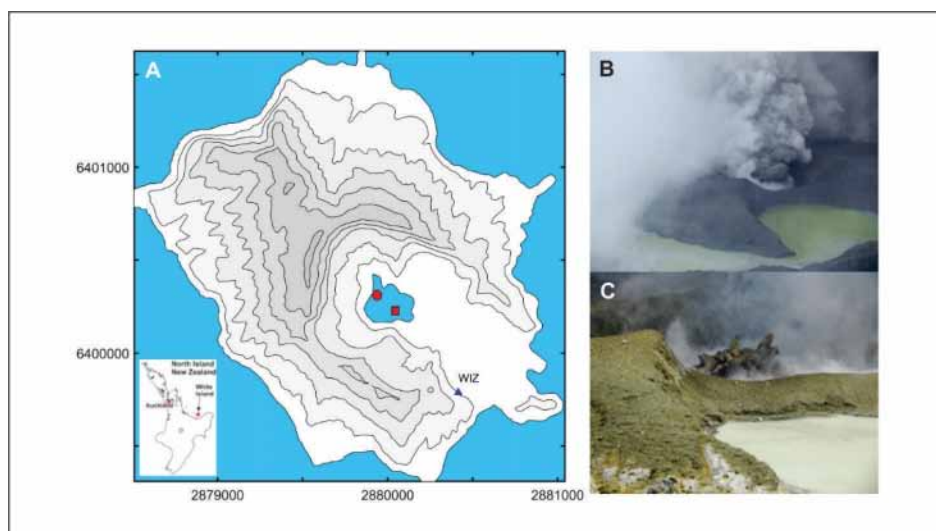 A
B
6401000
C
6400000
North Island
New Zealand
White
Island
Auckland
WIZ
2879000
2880000
2881000